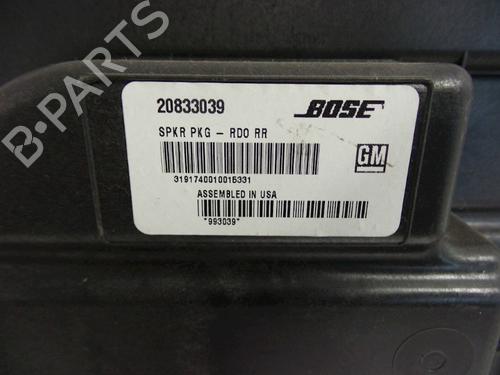 B-PARTS
20833039
BOSE
SPKR PKG - RDO RR
GM
3191740010015331
ASSEMBLED IN USA
"993039"